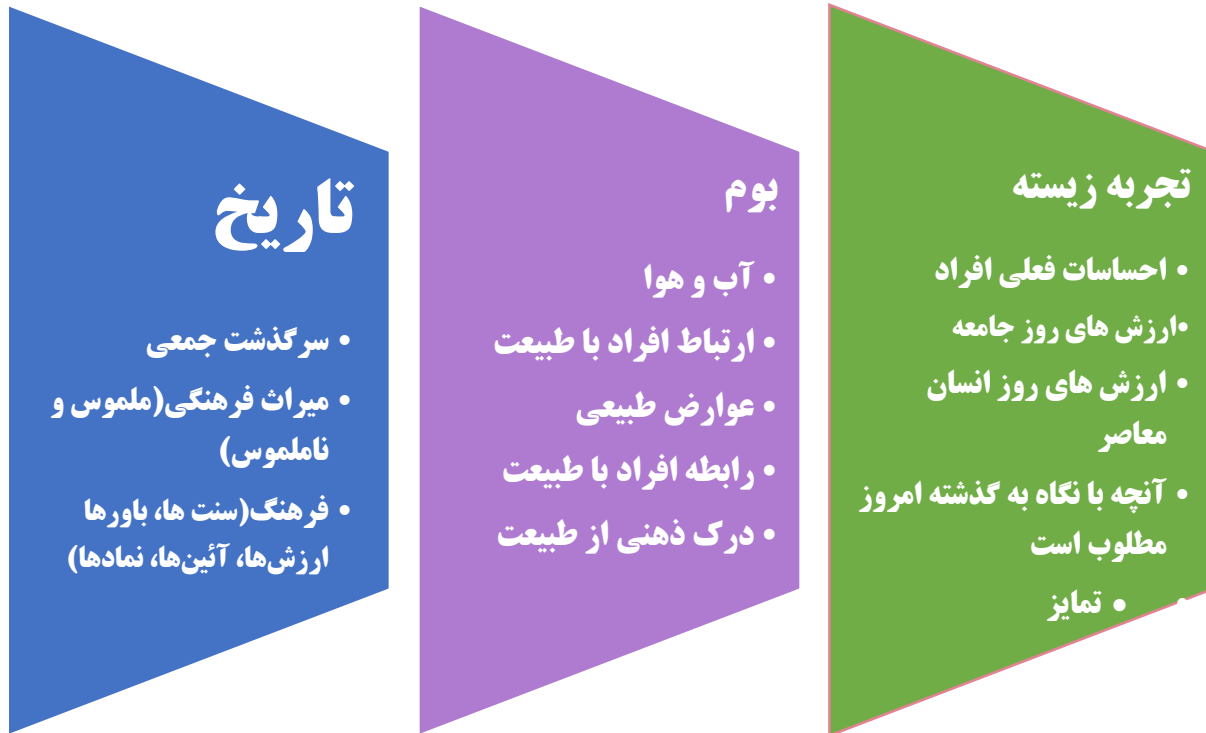 تجربه زیسته
• احساسات فعلی افراد
•ارزش های روز جامعه
• ارزش های روز انسان
معاصر
• آنچه با نگاه به گذشته امروز
مطلوب است
• • تمایز
بوم
• آب و هوا
• ارتباط افراد با طبیعت
• عوارض طبیعی
• رابطه افراد با طبیعت
• درک ذهنی از طبیعت
تاریخ
• سرگذشت جمعی
• میراث فرهنگی(ملموس و
ناملموس)
• فرهنگ(سنت ها، باورها
ارزش‌ها، آئین‌ها، نمادها)